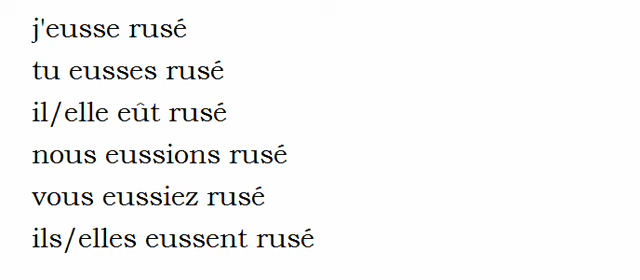 j'eusse rusé
tu eusses rusé
il/elle eût rusé
nous eussions rusé
vous eussiez rusé
ils/elles eussent rusé